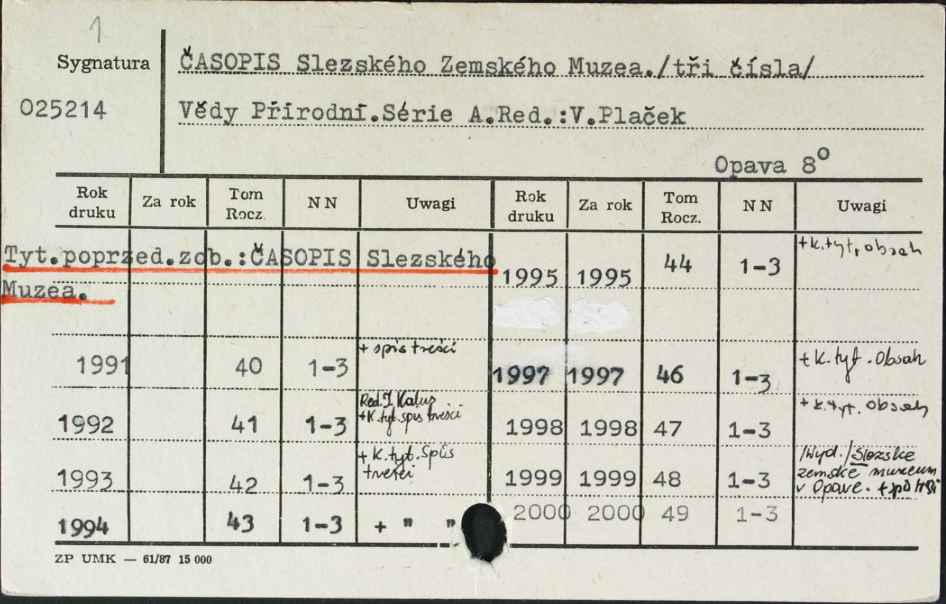 1
Sygnatura
025214
ČASOPIS Slezského Zemského Muzea./tři čísla/
Vědy Přírodní.Série A.Red.:V.Plaček
Opava 8°
Rok druku Za rok Tom Rocz. NN Uwagi Rok druku Za rok Tom Rocz. NN Uwagi
Tyt.poprzed.zob.:ČASOPIS Slezského
Muzea.
1995 1995 44 1-3 +k.tyt, obsah
1991 40 1-3 + spis treści
1997 1997 46 1-3 +k.tyt. Obsah
1992 41 1-3 Red. J.
+K.tyt.spis treści
1998 1998 47 1-3 +k.tyt. Obsah
1993 42 1-3 + K.tyt.Spis
treści
1999 1999 48 1-3 /Wyd./Slezske
zemské muzeum
v Opave.
1994 43 1-3 + " "
2000 2000 49 1-3
ZP UMK — 61/87 15 000